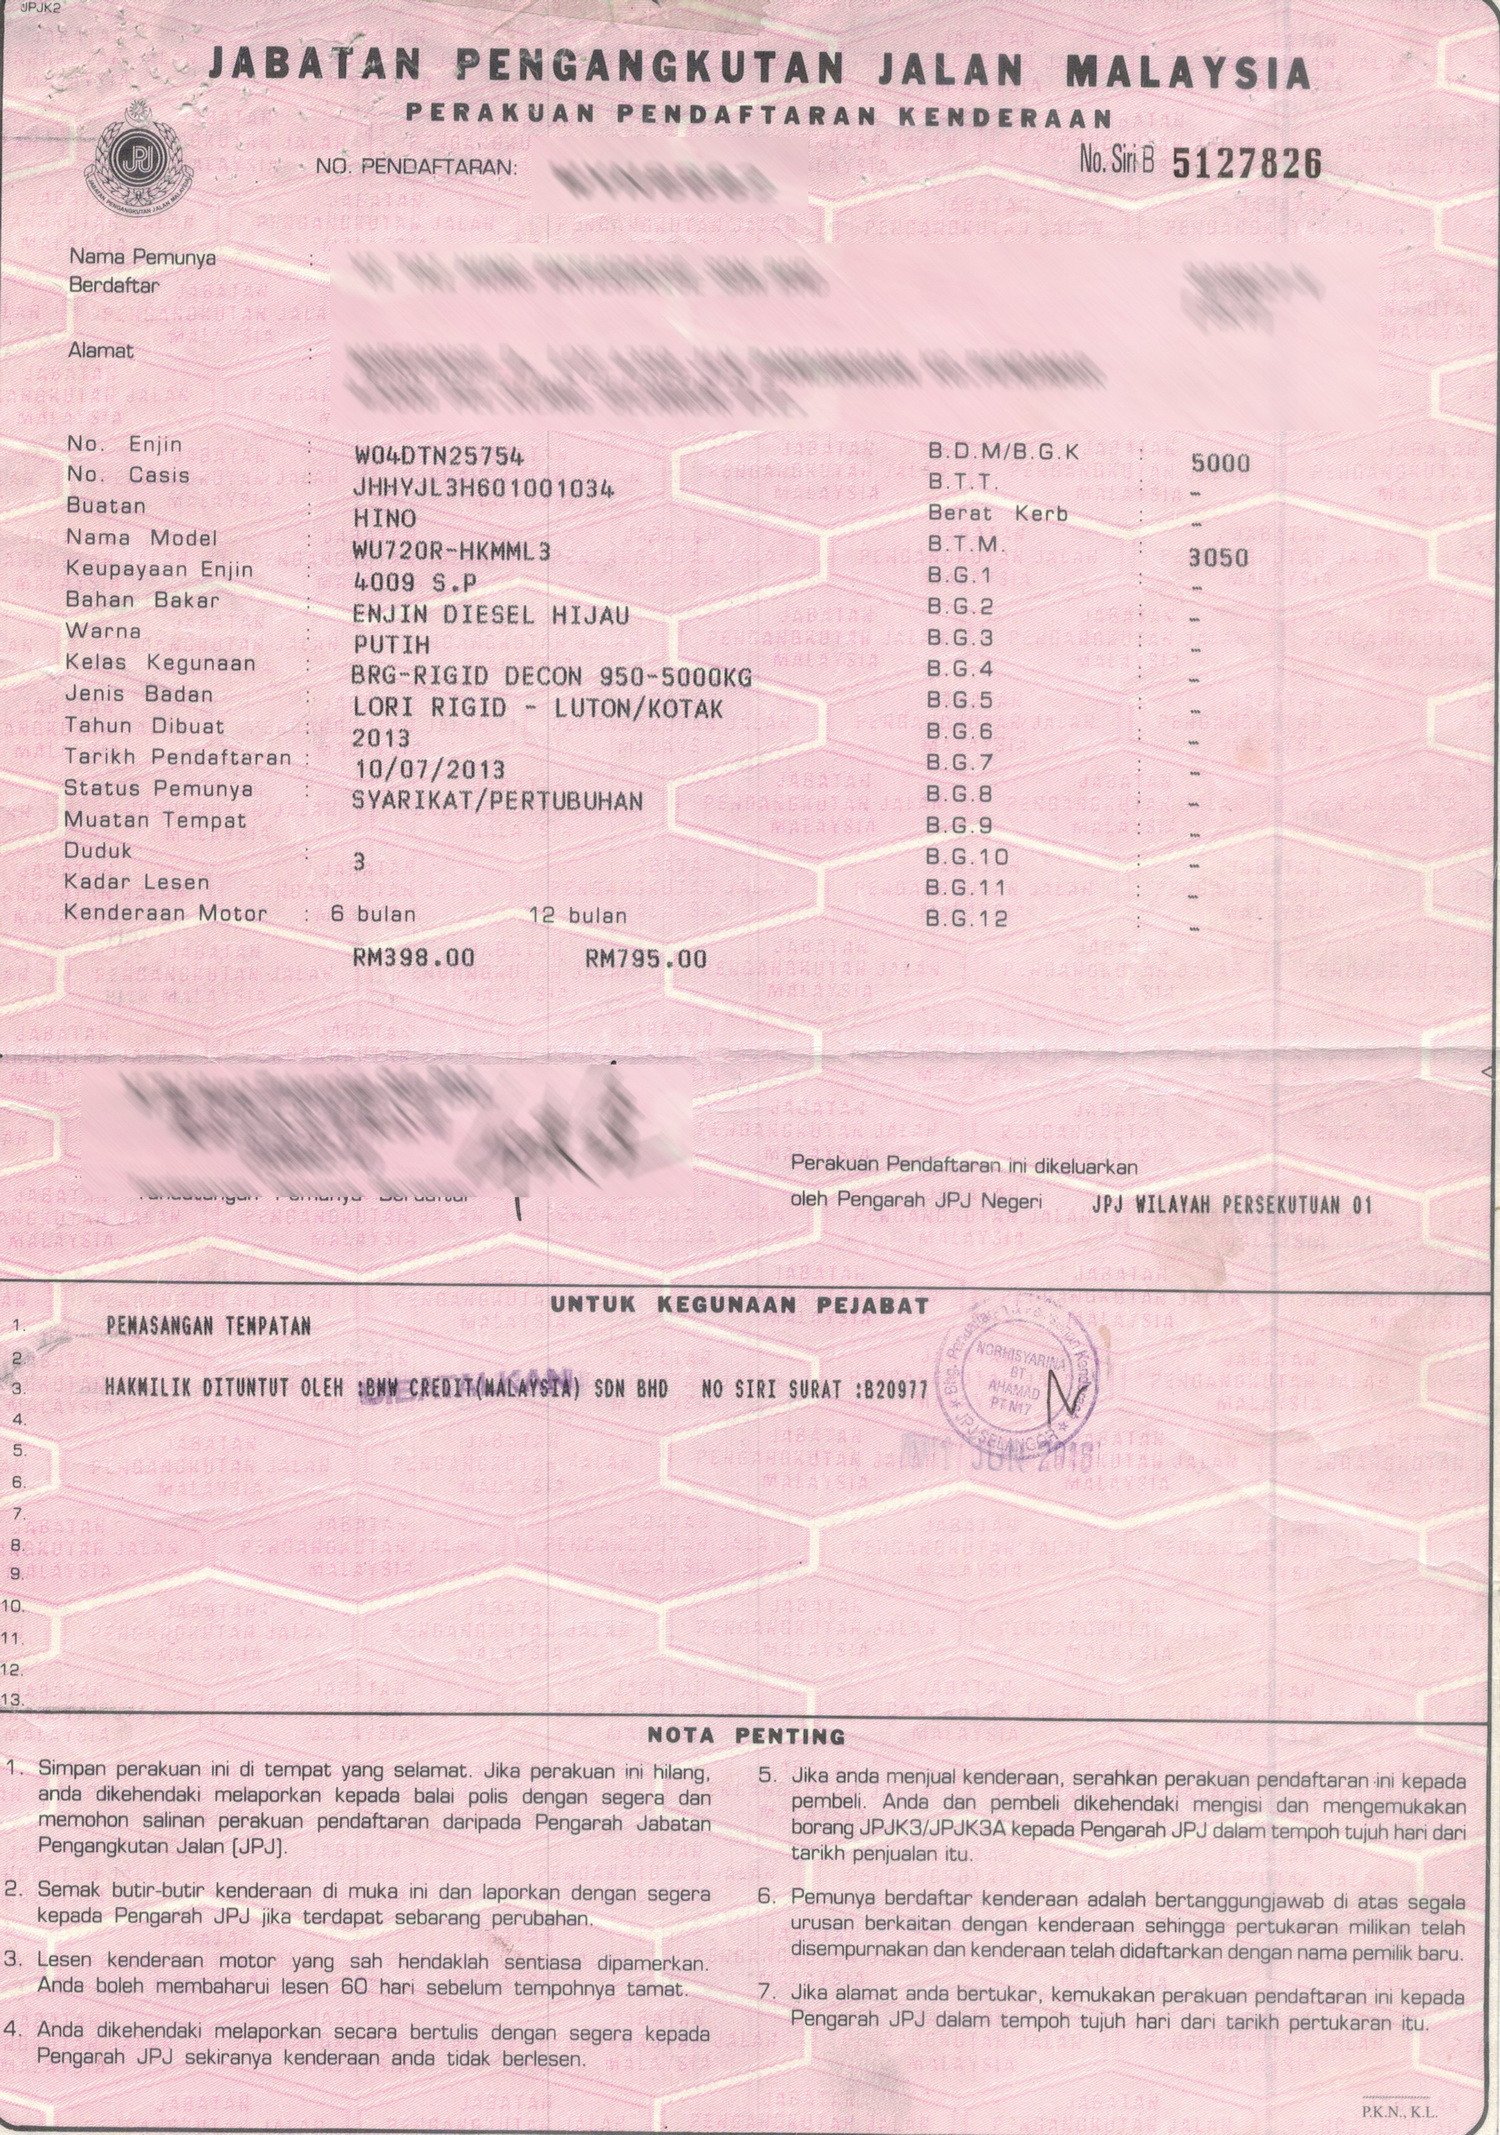 JPJK2
JABATAN PENGANGKUTAN JALAN MALAYSIA
PERAKUAN PENDAFTARAN KENDERAAN
JPJ
JABATAN PENGANGKUTAN JALAN MALAYSIA
NO. PENDAFTARAN:
No. Siri B 5127826
Nama Pemunya :
Berdaftar
Alamat :
No. Enjin : W04DTN25754
No. Casis : JHHYJL3H601001034
Buatan : HINO
Nama Model : WU720R-HKMML3
Keupayaan Enjin : 4009 S.P
Bahan Bakar : ENJIN DIESEL HIJAU
Warna : PUTIH
Kelas Kegunaan : BRG-RIGID DECON 950-5000KG
Jenis Badan : LORI RIGID - LUTON/KOTAK
Tahun Dibuat : 2013
Tarikh Pendaftaran : 10/07/2013
Status Pemunya : SYARIKAT/PERTUBUHAN
Muatan Tempat
Duduk : 3
Kadar Lesen
Kenderaan Motor : 6 bulan 12 bulan
RM398.00 RM795.00
B.D.M/B.G.K : 5000
B.T.T. : -
Berat Kerb : -
B.T.M. : 3050
B.G.1 : -
B.G.2 : -
B.G.3 : -
B.G.4 : -
B.G.5 : -
B.G.6 : -
B.G.7 : -
B.G.8 : -
B.G.9 : -
B.G.10 : -
B.G.11 : -
B.G.12 : -
Perakuan Pendaftaran ini dikeluarkan
oleh Pengarah JPJ Negeri JPJ WILAYAH PERSEKUTUAN 01
UNTUK KEGUNAAN PEJABAT
1. PEMASANGAN TEMPATAN
2.
3. HAKMILIK DITUNTUT OLEH :BMW CREDIT(MALAYSIA) SDN BHD NO SIRI SURAT :B20977
DIBATALKAN
NORHISYARINA
BT
AHAMAD
PT N17
JPJ SELANGOR
JUN 2016
4.
5.
6.
7.
8.
9.
10.
11.
12.
13.
NOTA PENTING
1. Simpan perakuan ini di tempat yang selamat. Jika perakuan ini hilang,
anda dikehendaki melaporkan kepada balai polis dengan segera dan
memohon salinan perakuan pendaftaran daripada Pengarah Jabatan
Pengangkutan Jalan (JPJ).
2. Semak butir-butir kenderaan di muka ini dan laporkan dengan segera
kepada Pengarah JPJ jika terdapat sebarang perubahan.
3. Lesen kenderaan motor yang sah hendaklah sentiasa dipamerkan.
Anda boleh membaharui lesen 60 hari sebelum tempohnya tamat.
4. Anda dikehendaki melaporkan secara bertulis dengan segera kepada
Pengarah JPJ sekiranya kenderaan anda tidak berlesen.
5. Jika anda menjual kenderaan, serahkan perakuan pendaftaran ini kepada
pembeli. Anda dan pembeli dikehendaki mengisi dan mengemukakan
borang JPJK3/JPJK3A kepada Pengarah JPJ dalam tempoh tujuh hari dari
tarikh penjualan itu.
6. Pemunya berdaftar kenderaan adalah bertanggungjawab di atas segala
urusan berkaitan dengan kenderaan sehingga pertukaran milikan telah
disempurnakan dan kenderaan telah didaftarkan dengan nama pemilik baru.
7. Jika alamat anda bertukar, kemukakan perakuan pendaftaran ini kepada
Pengarah JPJ dalam tempoh tujuh hari dari tarikh pertukaran itu.
P.K.N., K.L.